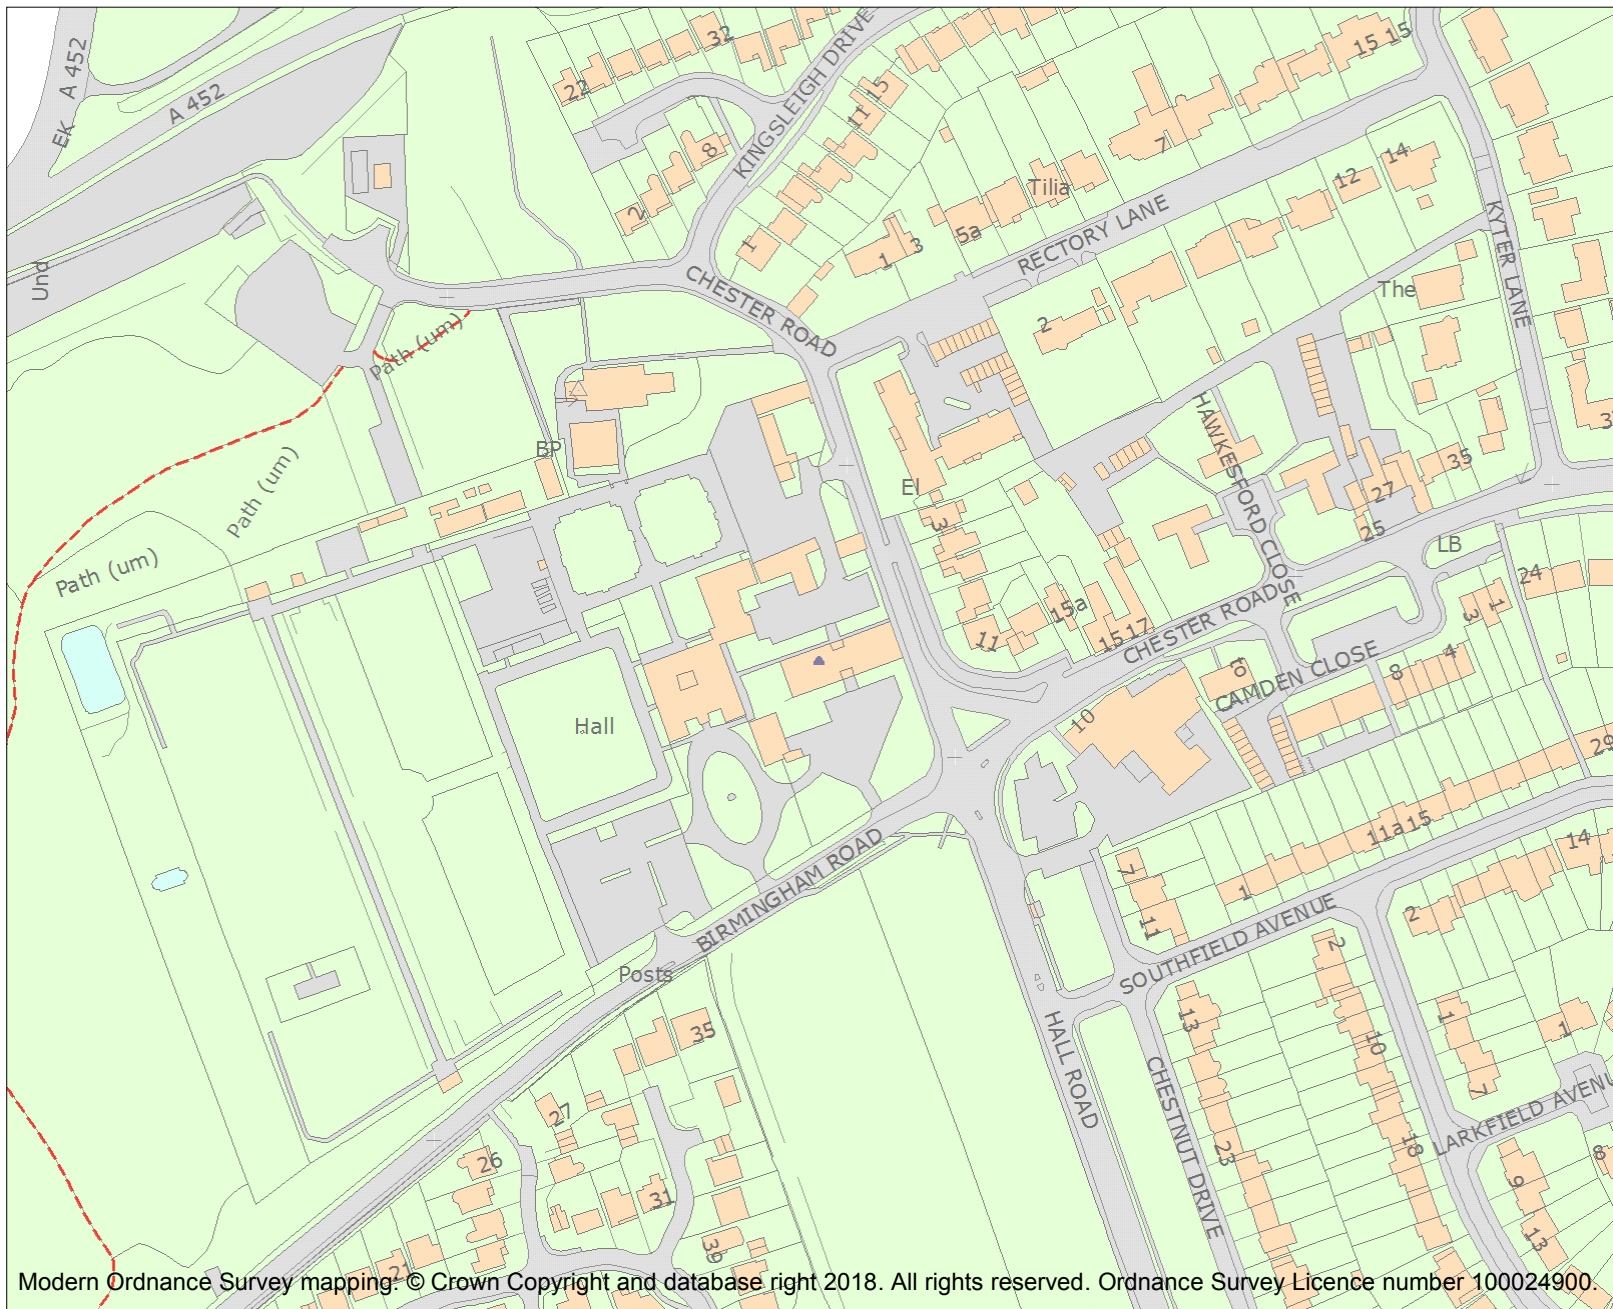 EK A 452
A 452
Und
22
32
KINGSLEIGH DRIVE
15
11
8
2
1
CHESTER ROAD
1
3
5a
Tilia
7
15 15
RECTORY LANE
12
14
KYTER LANE
The
2
Path (um)
Path (um)
Path (um)
BP
El
3
HAWKESFORD CLOSE
35
27
25
LB
24
1
3
11
15a
15 17
CHESTER ROAD
to
CAMDEN CLOSE
8
4
10
29
Hall
BIRMINGHAM ROAD
Posts
7
11
1
11a 15
14
2
SOUTHFIELD AVENUE
2
10
18
1
7
1
LARKFIELD AVENU
8
9
13
HALL ROAD
CHESTNUT DRIVE
13
23
35
27
26
31
39
21
Modern Ordnance Survey mapping: © Crown Copyright and database right 2018. All rights reserved. Ordnance Survey Licence number 100024900.